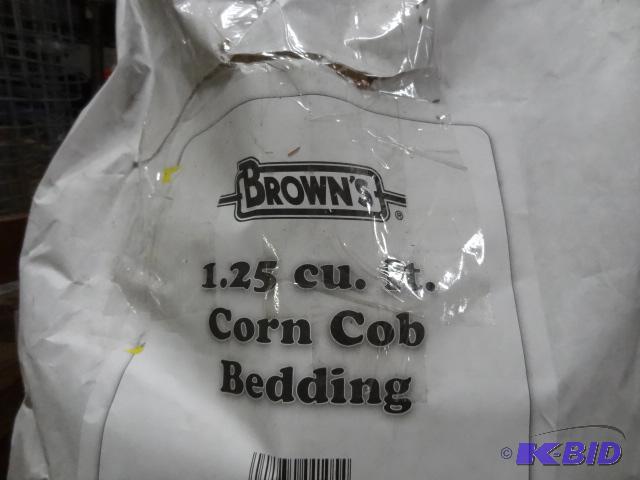 BROWN'S®
1.25 cu. ft.
Corn Cob
Bedding
© K-BID